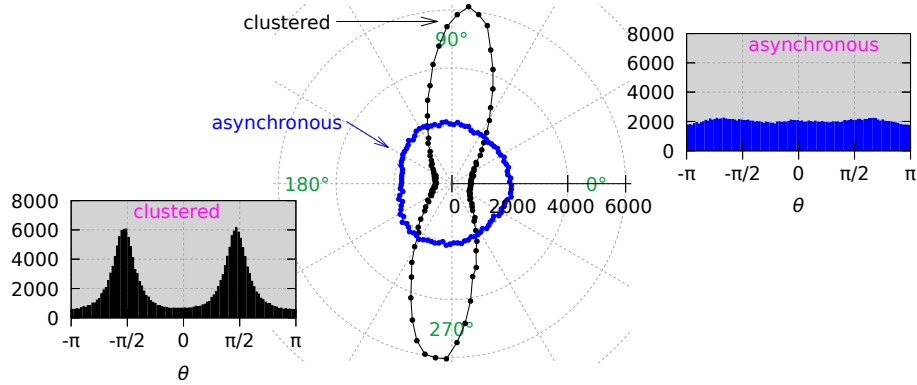 clustered
90°
asynchronous
180°
0°
0 2000 4000 6000
270°
8000
6000
4000
2000
0
asynchronous
-π -π/2 0 π/2 π
θ
8000
6000
4000
2000
0
clustered
-π -π/2 0 π/2 π
θ